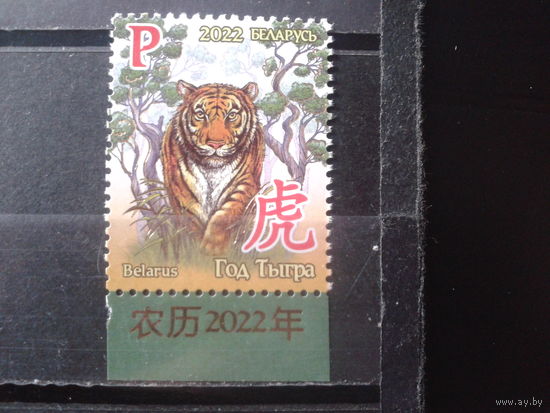 P 2022 БЕЛАРУСЬ
虎
Belarus Год Тыгра
农历2022年
www.ay.by